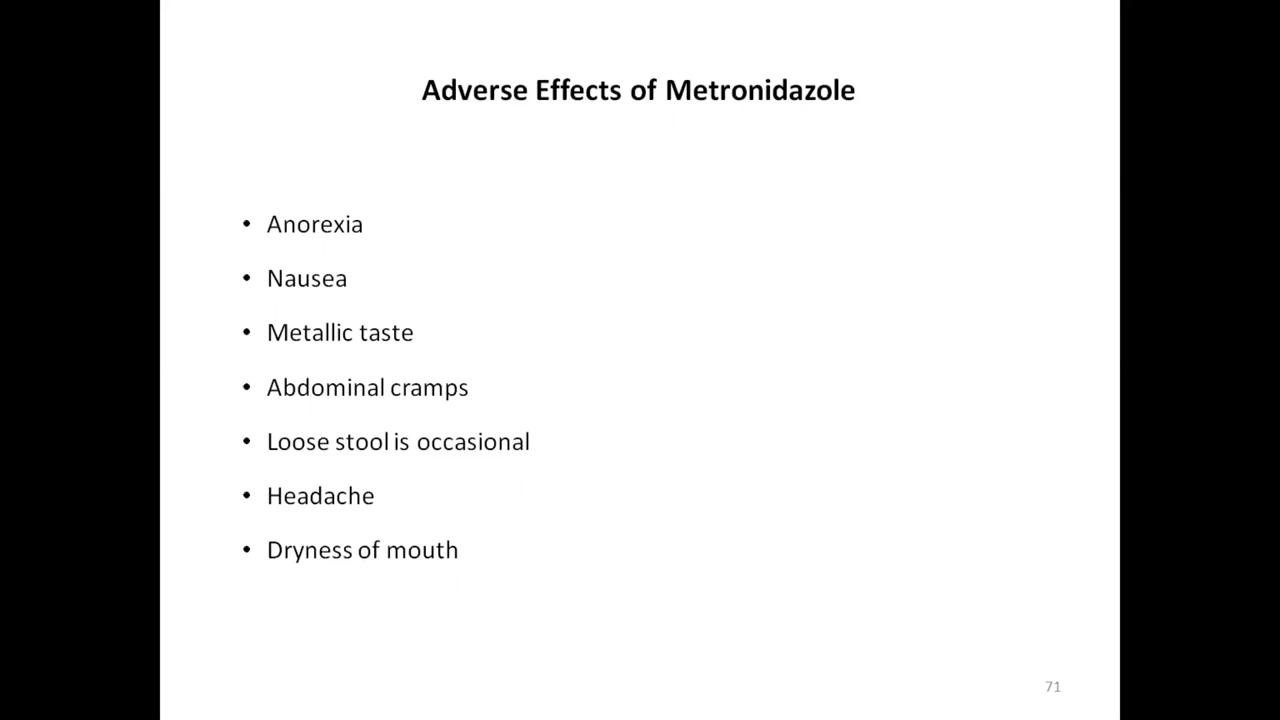 Adverse Effects of Metronidazole
• Anorexia
• Nausea
• Metallic taste
• Abdominal cramps
• Loose stool is occasional
• Headache
• Dryness of mouth
71